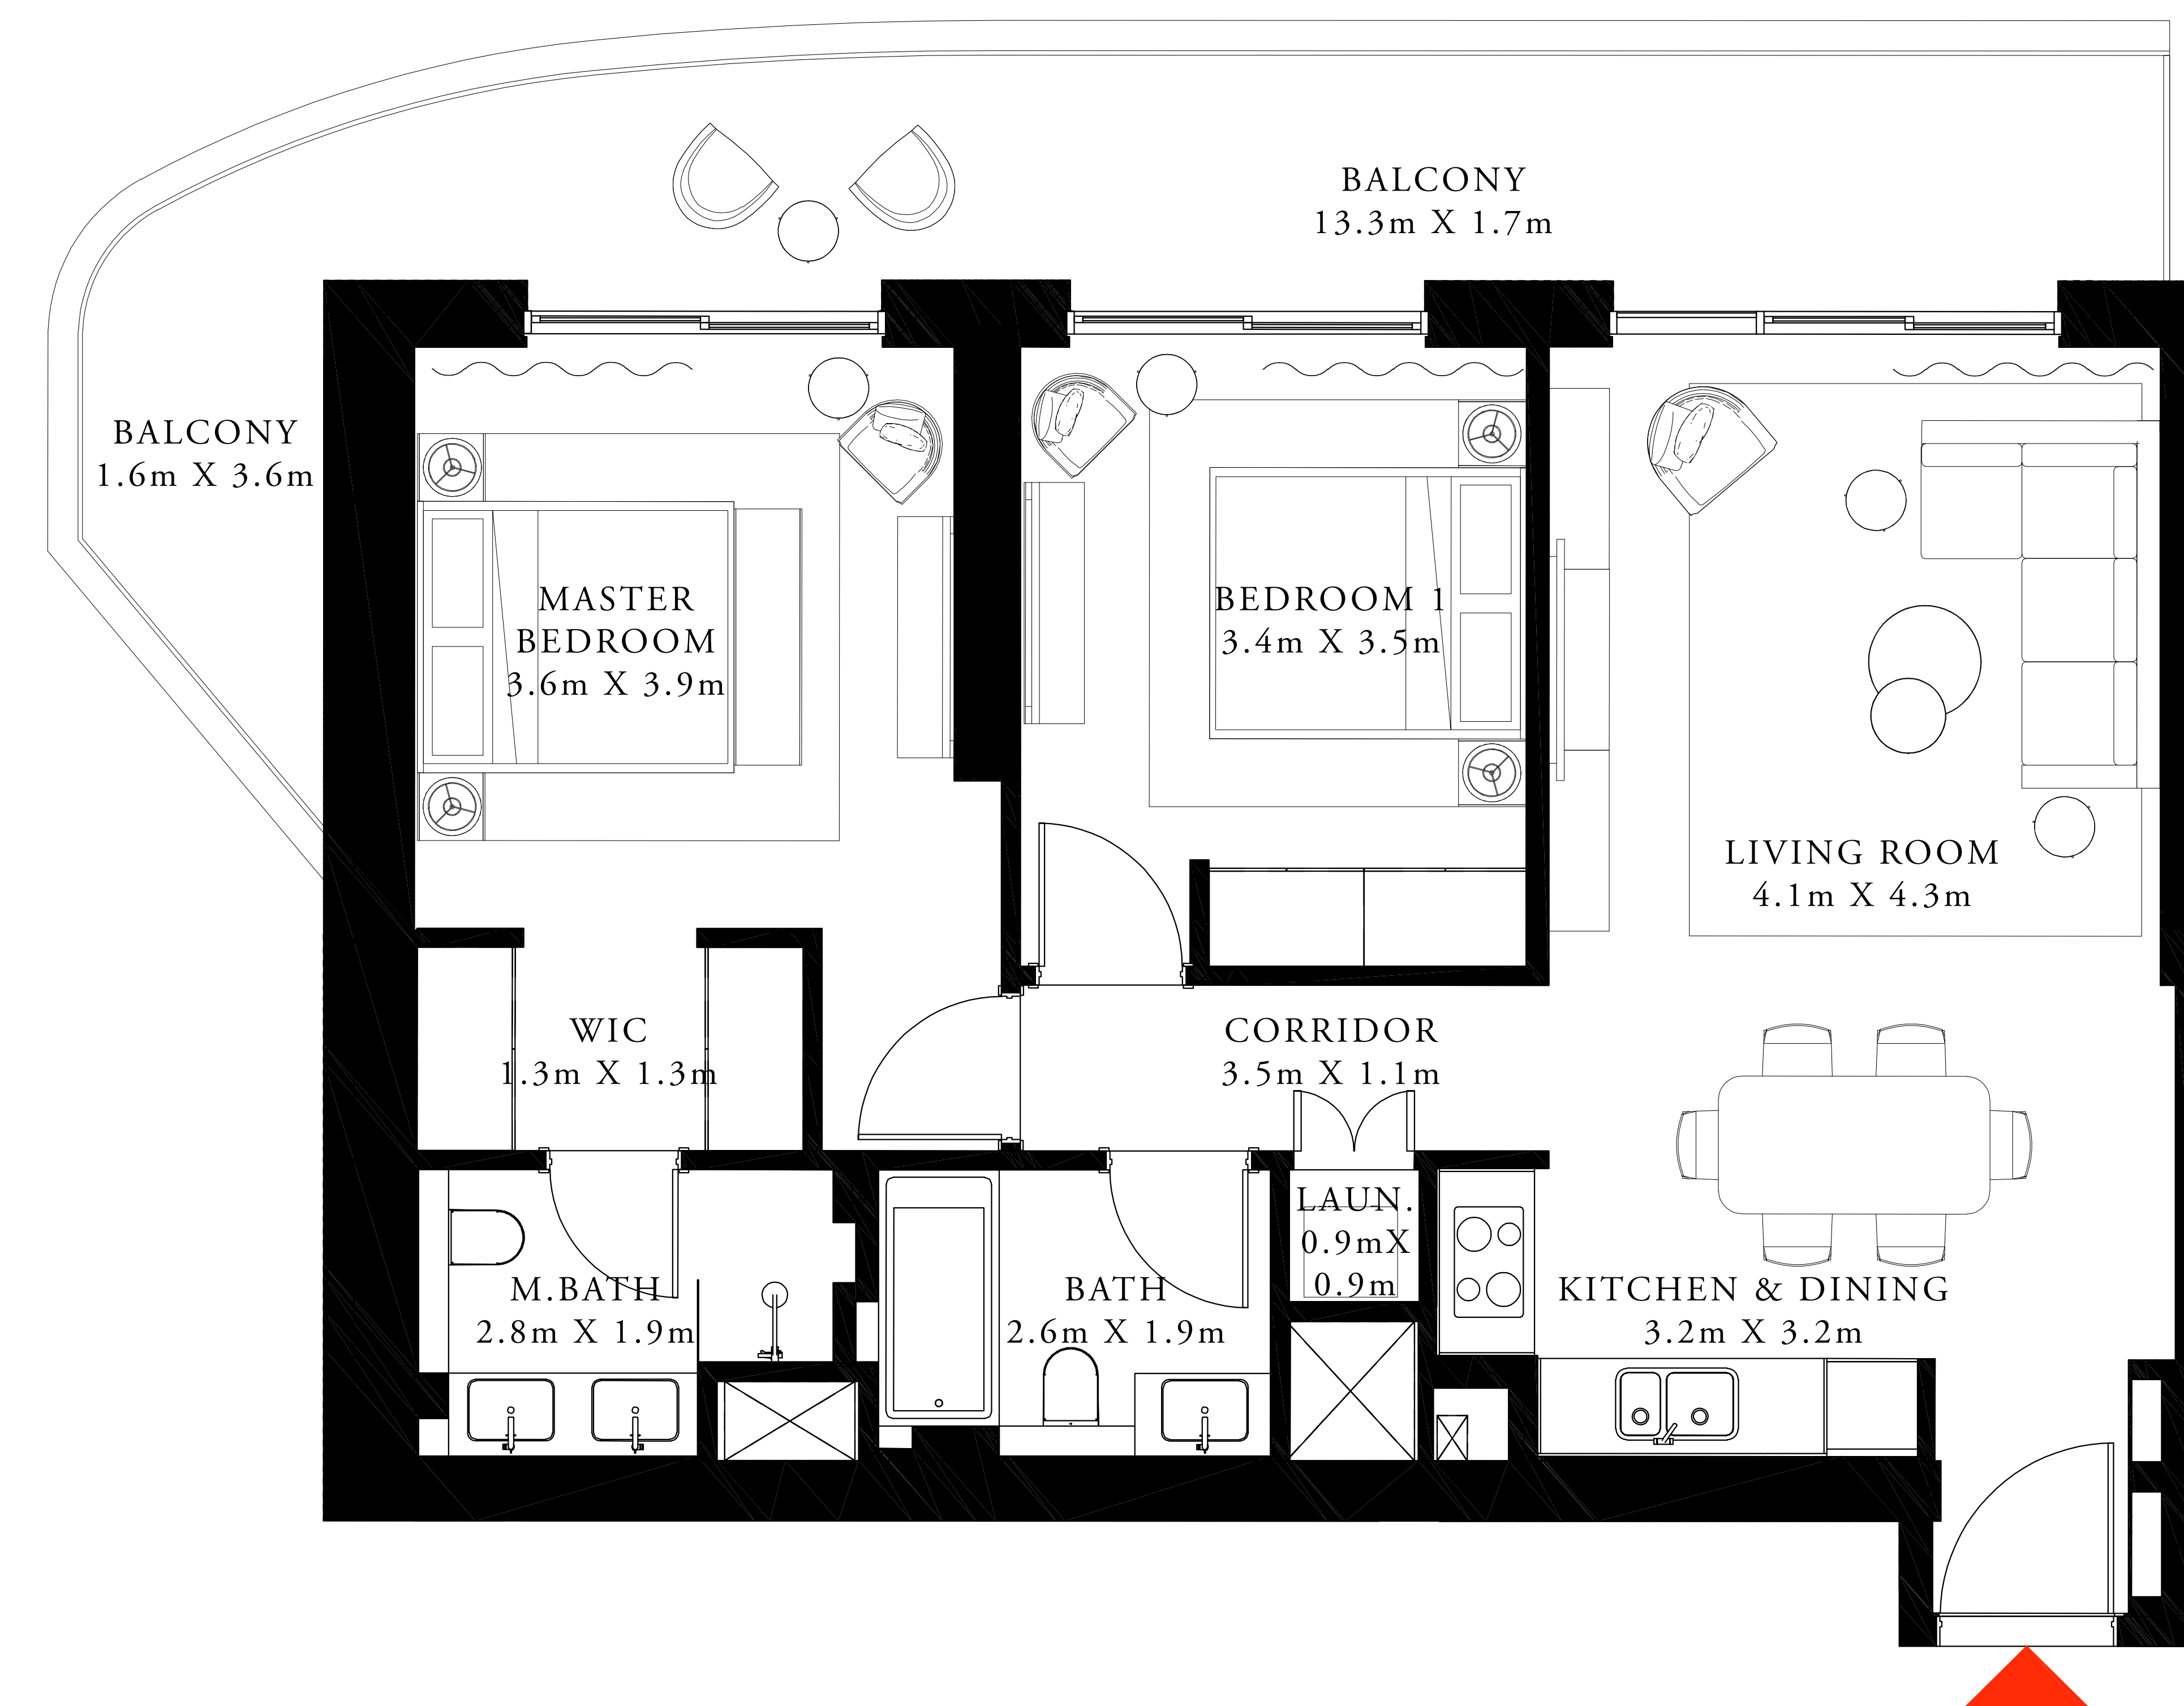 BALCONY
13.3m X 1.7m
BALCONY
1.6m X 3.6m
MASTER
BEDROOM
3.6m X 3.9m
BEDROOM 1
3.4m X 3.5m
LIVING ROOM
4.1m X 4.3m
WIC
1.3m X 1.3m
CORRIDOR
3.5m X 1.1m
LAUN.
0.9mX
0.9m
M.BATH
2.8m X 1.9m
BATH
2.6m X 1.9m
KITCHEN & DINING
3.2m X 3.2m